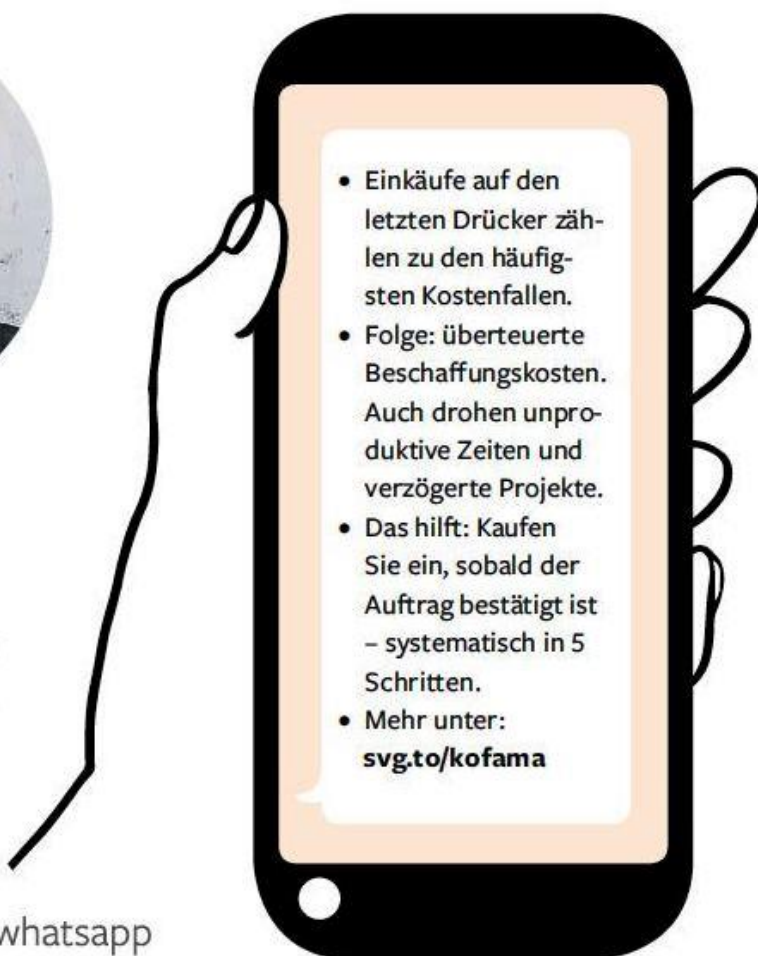 • Einkäufe auf den
letzten Drücker zäh-
len zu den häufig-
sten Kostenfallen.
• Folge: überteuerte
Beschaffungskosten.
Auch drohen unpro-
duktive Zeiten und
verzögerte Projekte.
• Das hilft: Kaufen
Sie ein, sobald der
Auftrag bestätigt ist
– systematisch in 5
Schritten.
• Mehr unter:
svg.to/kofama
whatsapp